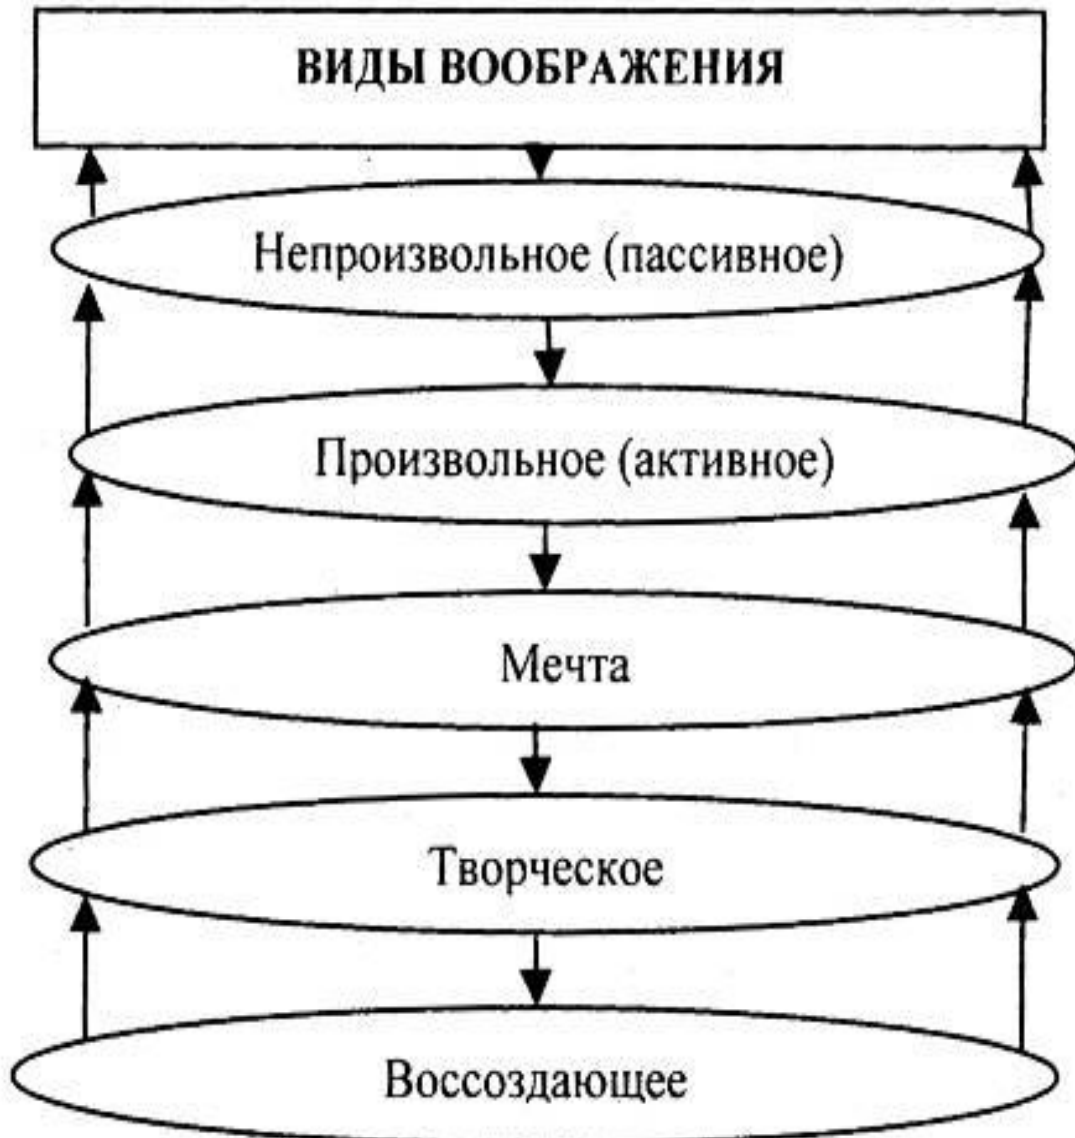 ВИДЫ ВООБРАЖЕНИЯ
Непроизвольное (пассивное)
Произвольное (активное)
Мечта
Творческое
Воссоздающее